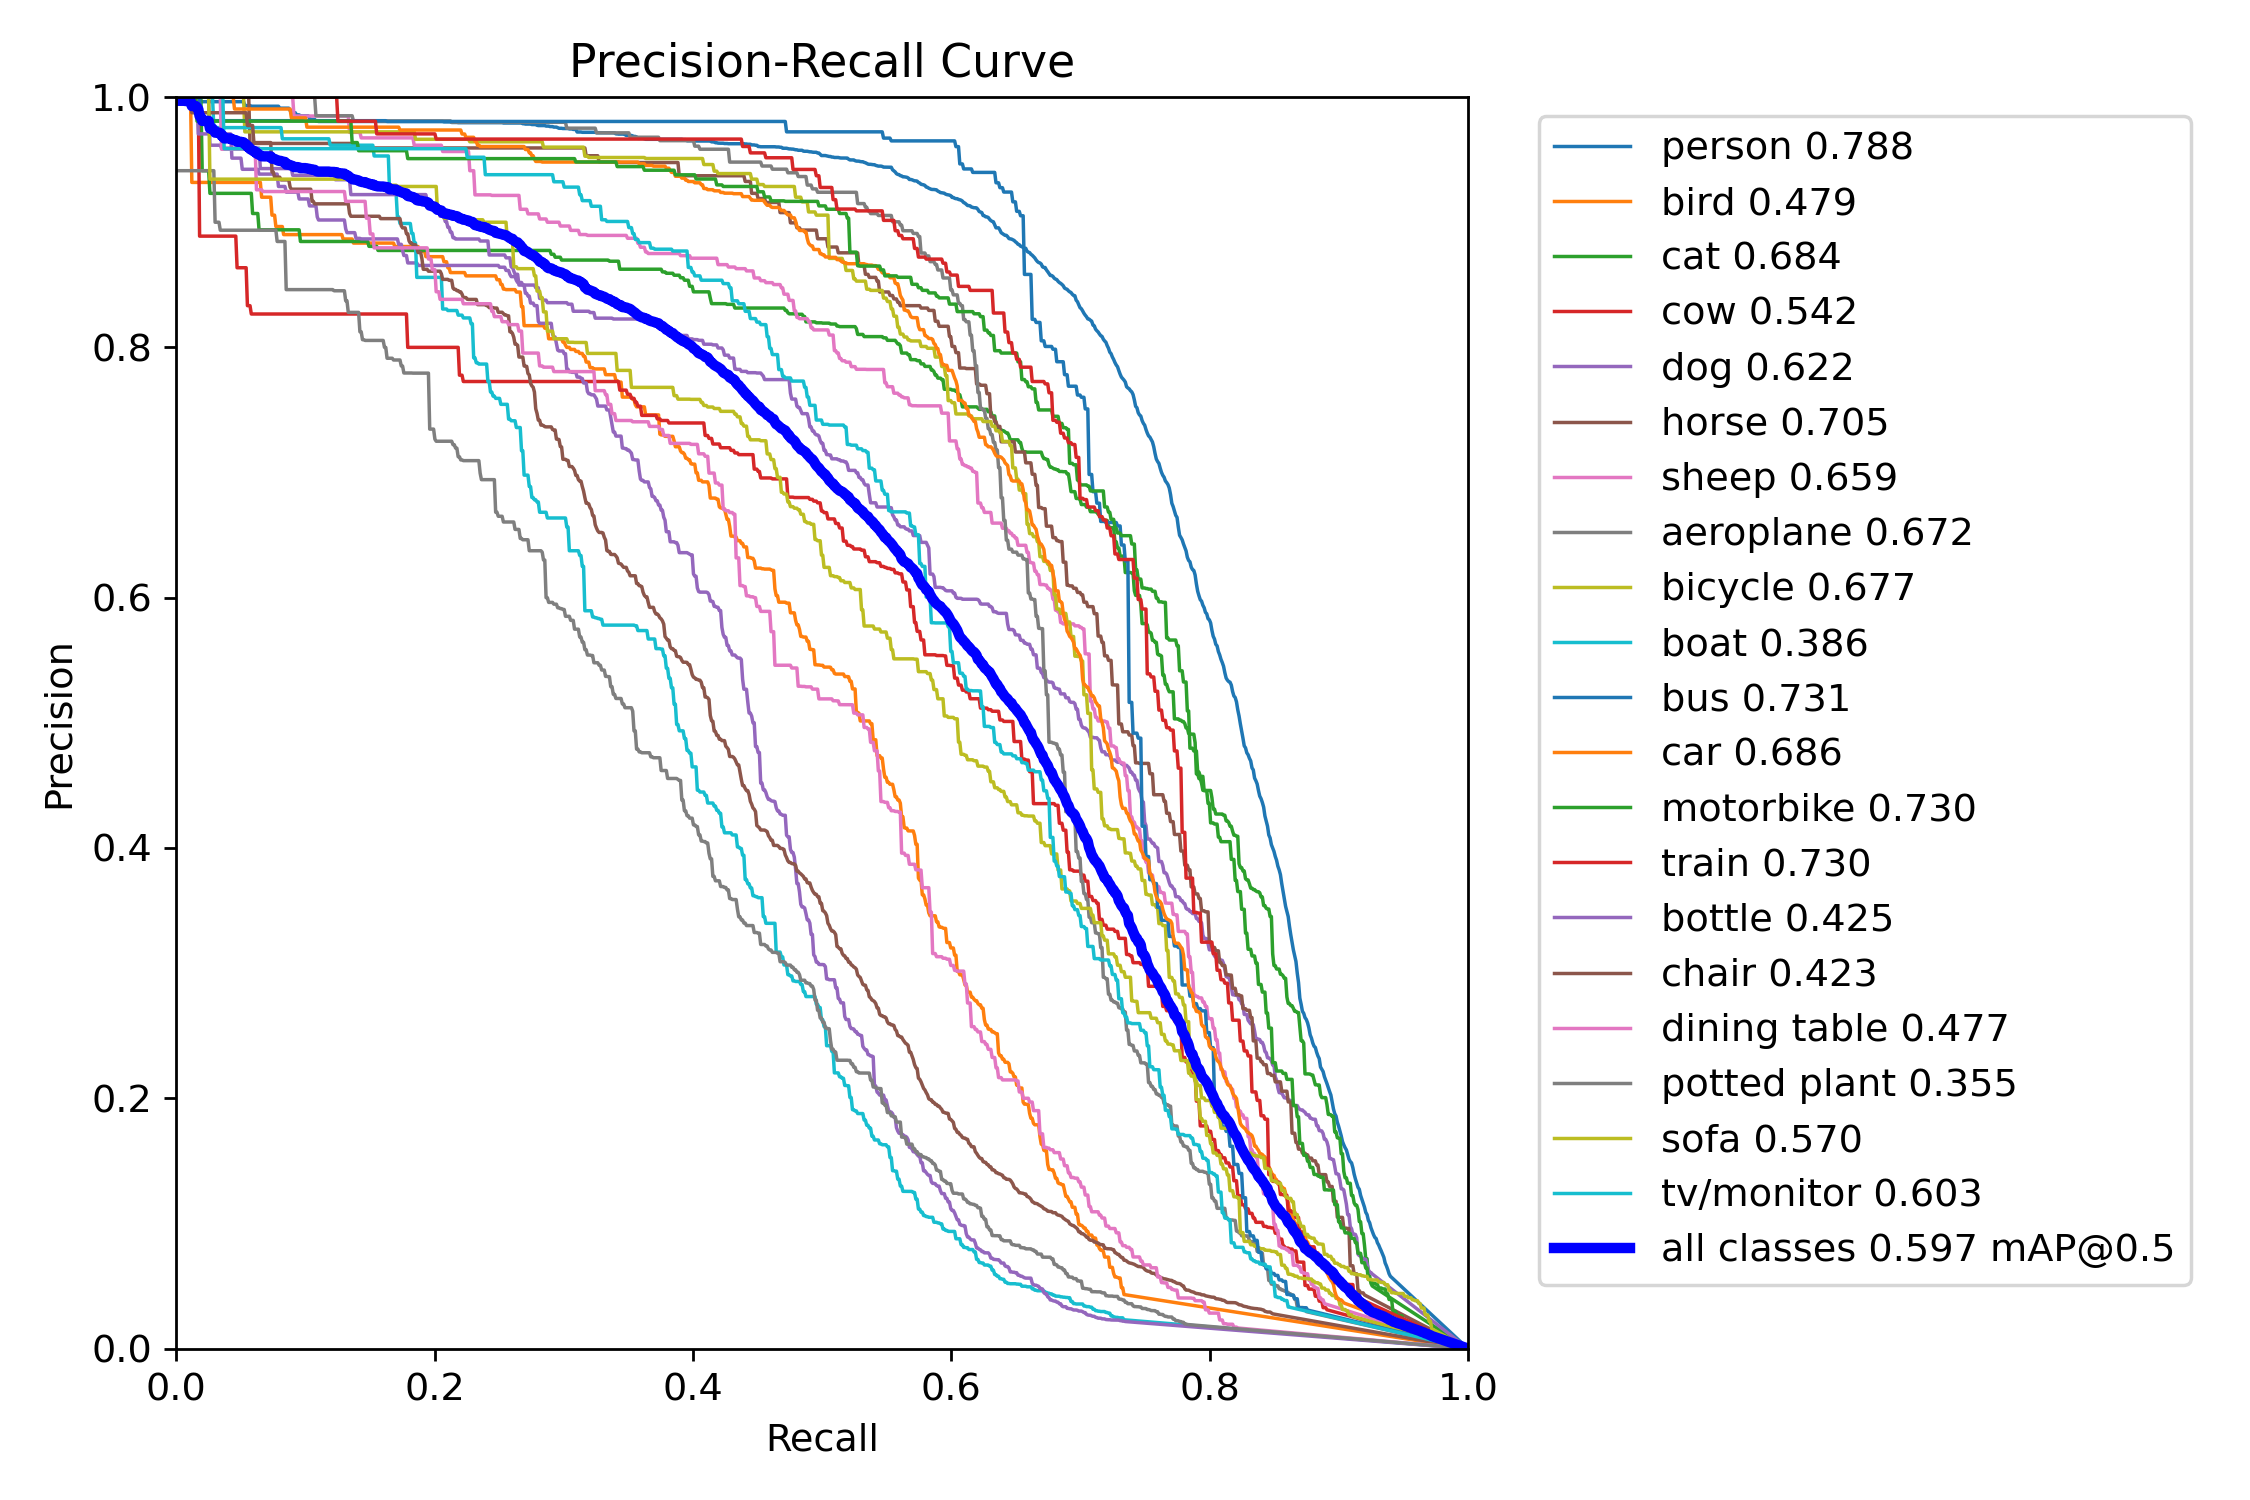 Precision-Recall Curve
1.0
0.8
0.6
0.4
0.2
0.0
Precision
0.0 0.2 0.4 0.6 0.8 1.0
Recall
person 0.788
bird 0.479
cat 0.684
cow 0.542
dog 0.622
horse 0.705
sheep 0.659
aeroplane 0.672
bicycle 0.677
boat 0.386
bus 0.731
car 0.686
motorbike 0.730
train 0.730
bottle 0.425
chair 0.423
dining table 0.477
potted plant 0.355
sofa 0.570
tv/monitor 0.603
all classes 0.597 mAP@0.5